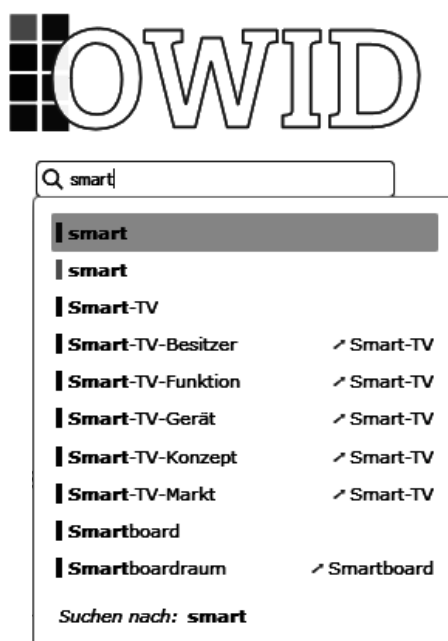 OWID
smart
smart
smart
Smart-TV
Smart-TV-Besitzer ↗ Smart-TV
Smart-TV-Funktion ↗ Smart-TV
Smart-TV-Gerät ↗ Smart-TV
Smart-TV-Konzept ↗ Smart-TV
Smart-TV-Markt ↗ Smart-TV
Smartboard
Smartboardraum ↗ Smartboard
Suchen nach: smart